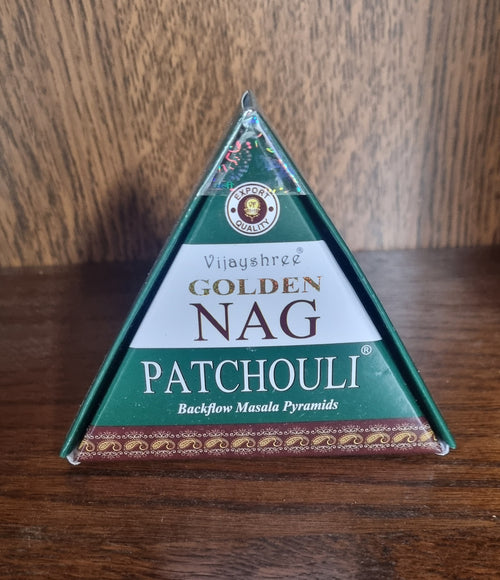 EXPORT
QUALITY
Vijayshree®
GOLDEN
NAG
PATCHOULI®
Backflow Masala Pyramids